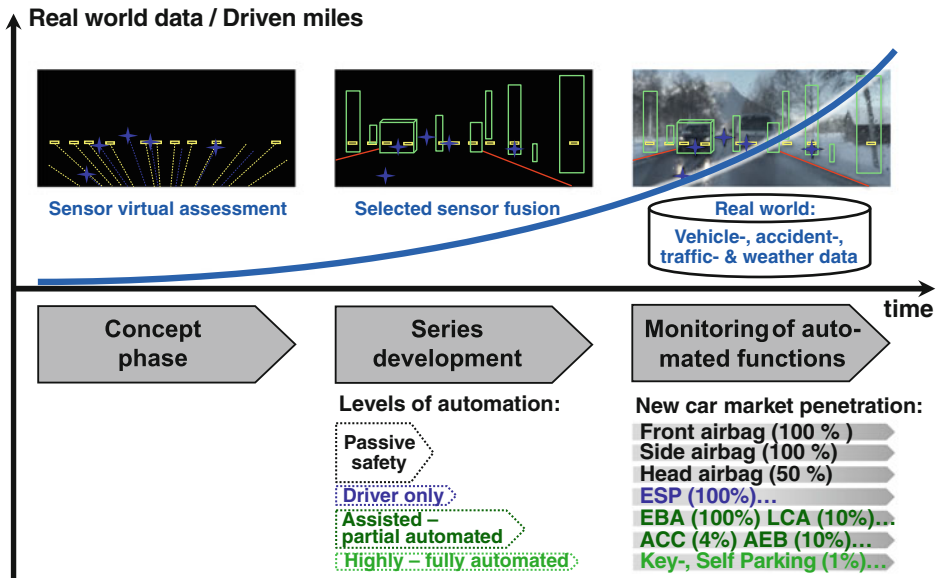 Real world data / Driven miles
Sensor virtual assessment
Selected sensor fusion
Real world:
Vehicle-, accident-,
traffic- & weather data
time
Concept
phase
Series
development
Monitoring of auto-
mated functions
Levels of automation:
Passive
safety
Driver only
Assisted –
partial automated
Highly – fully automated
New car market penetration:
Front airbag (100 % )
Side airbag (100 %)
Head airbag (50 %)
ESP (100%)...
EBA (100%) LCA (10%)...
ACC (4%) AEB (10%)...
Key-, Self Parking (1%)...